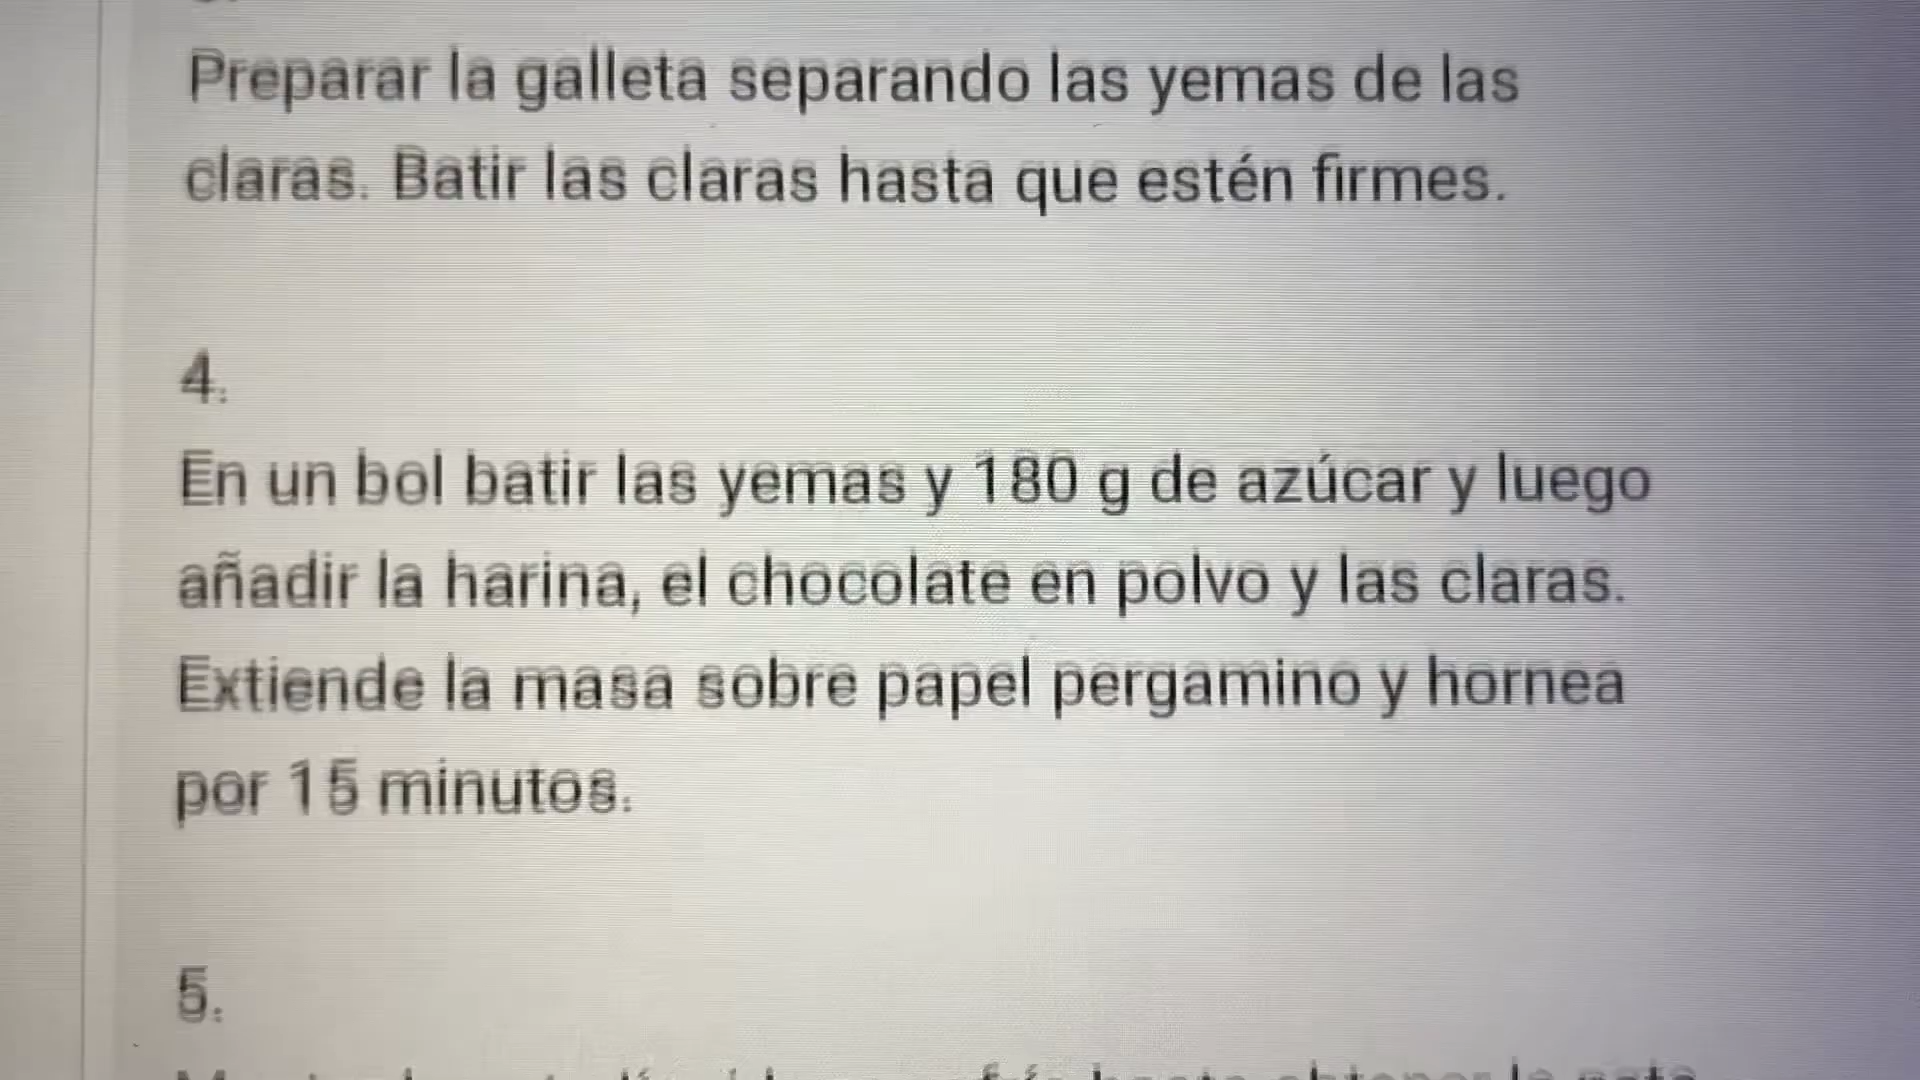 Preparar la galleta separando las yemas de las
claras. Batir las claras hasta que estén firmes.
4.
En un bol batir las yemas y 180 g de azúcar y luego
añadir la harina, el chocolate en polvo y las claras.
Extiende la masa sobre papel pergamino y hornea
por 15 minutos.
5.